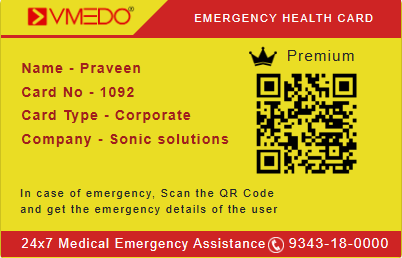 VMEDO®
EMERGENCY HEALTH CARD
Premium
Name - Praveen
Card No - 1092
Card Type - Corporate
Company - Sonic solutions
In case of emergency, Scan the QR Code
and get the emergency details of the user
24x7 Medical Emergency Assistance 9343-18-0000